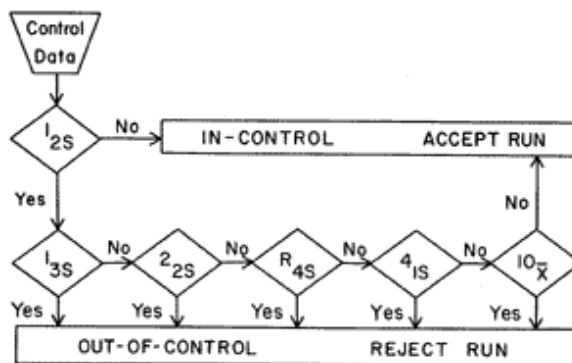 Control
Data
1 2S
No
IN-CONTROL ACCEPT RUN
Yes
No
1 3S
No
2 2S
No
R 4S
No
4 1S
No
10 X̅
Yes
Yes
Yes
Yes
Yes
OUT-OF-CONTROL REJECT RUN